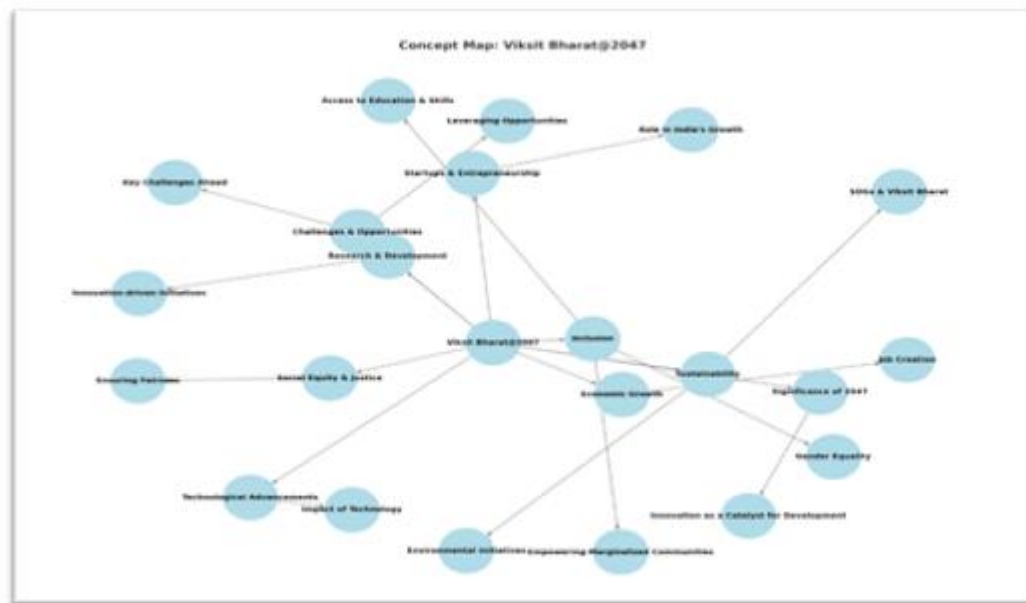 Concept Map: Viksit Bharat@2047
Access to Education & Skills
Leveraging Opportunities
Role in India's Growth
Startups & Entrepreneurship
Key Challenges Ahead
SDGs & Viksit Bharat
Challenges & Opportunities
Research & Development
Innovation-driven Initiatives
Viksit Bharat@2047
Inclusion
Job Creation
Ensuring Fairness
Social Equity & Justice
Sustainability
Economic Growth
Significance of 2047
Gender Equality
Technological Advancements
Impact of Technology
Innovation as a Catalyst for Development
Environmental Initiatives
Empowering Marginalized Communities